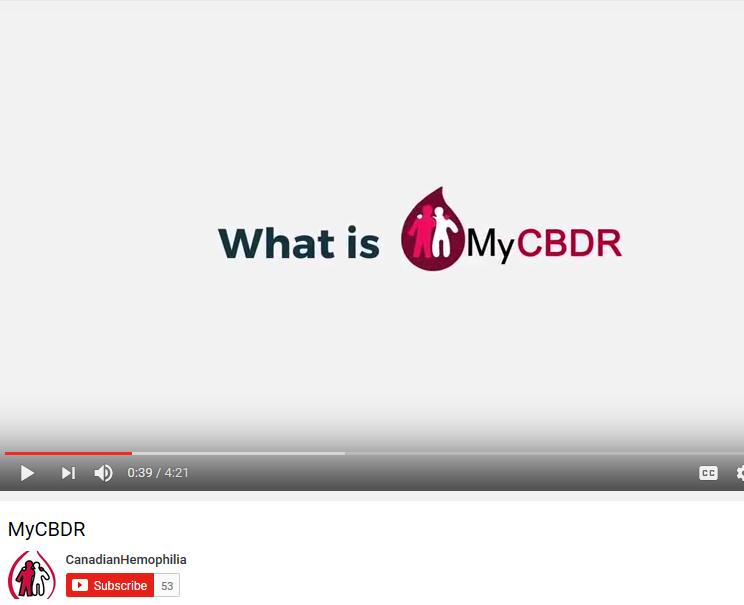 What is MyCBDR
0:39 / 4:21
CC
MyCBDR
CanadianHemophilia
Subscribe 53